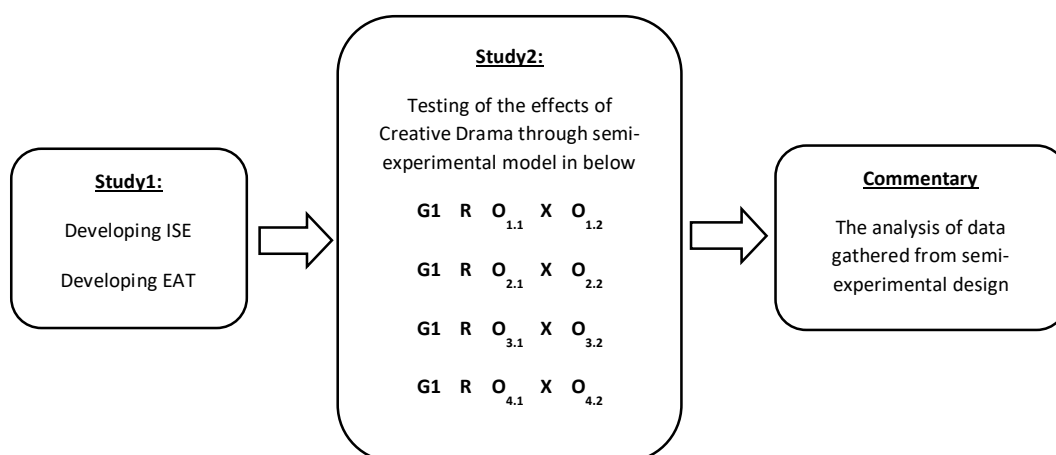 Study1:
Developing ISE
Developing EAT
Study2:
Testing of the effects of
Creative Drama through semi-
experimental model in below
G1 R O1.1 X O1.2
G1 R O2.1 X O2.2
G1 R O3.1 X O3.2
G1 R O4.1 X O4.2
Commentary
The analysis of data
gathered from semi-
experimental design